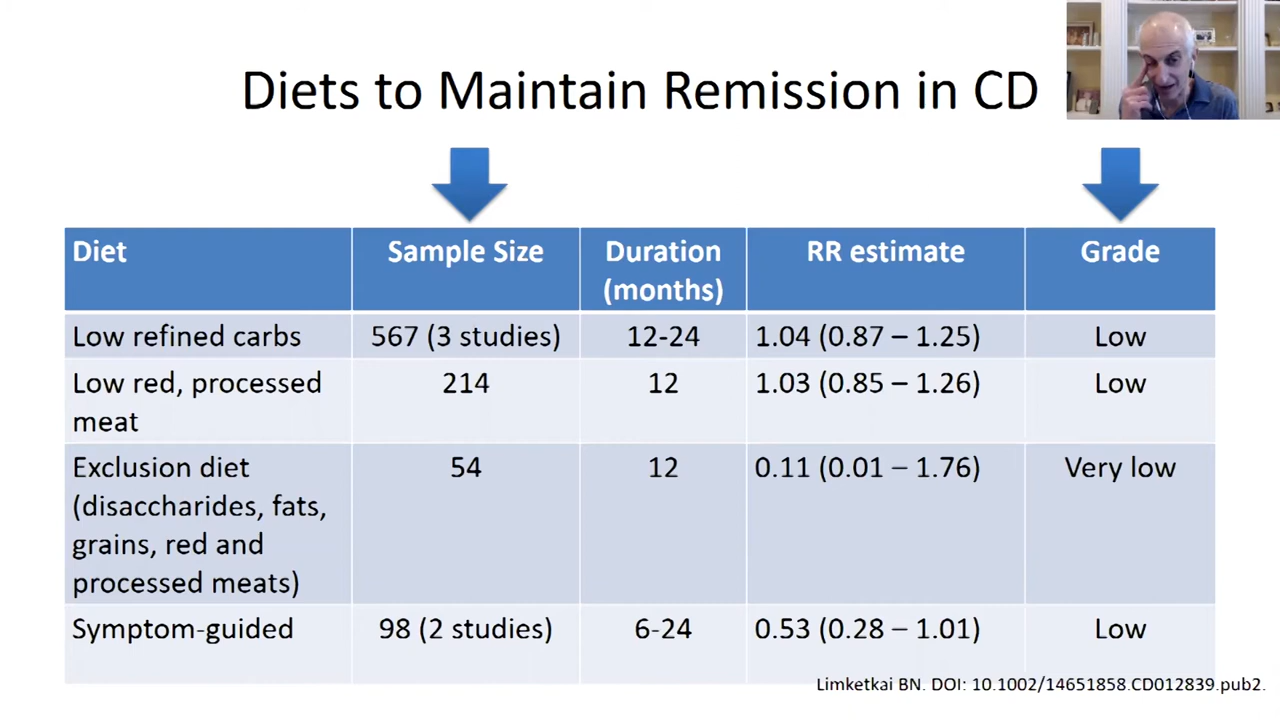 Diets to Maintain Remission in CD
Diet Sample Size Duration (months) RR estimate Grade
Low refined carbs 567 (3 studies) 12-24 1.04 (0.87 – 1.25) Low
Low red, processed meat 214 12 1.03 (0.85 – 1.26) Low
Exclusion diet (disaccharides, fats, grains, red and processed meats) 54 12 0.11 (0.01 – 1.76) Very low
Symptom-guided 98 (2 studies) 6-24 0.53 (0.28 – 1.01) Low
Limketkai BN. DOI: 10.1002/14651858.CD012839.pub2.